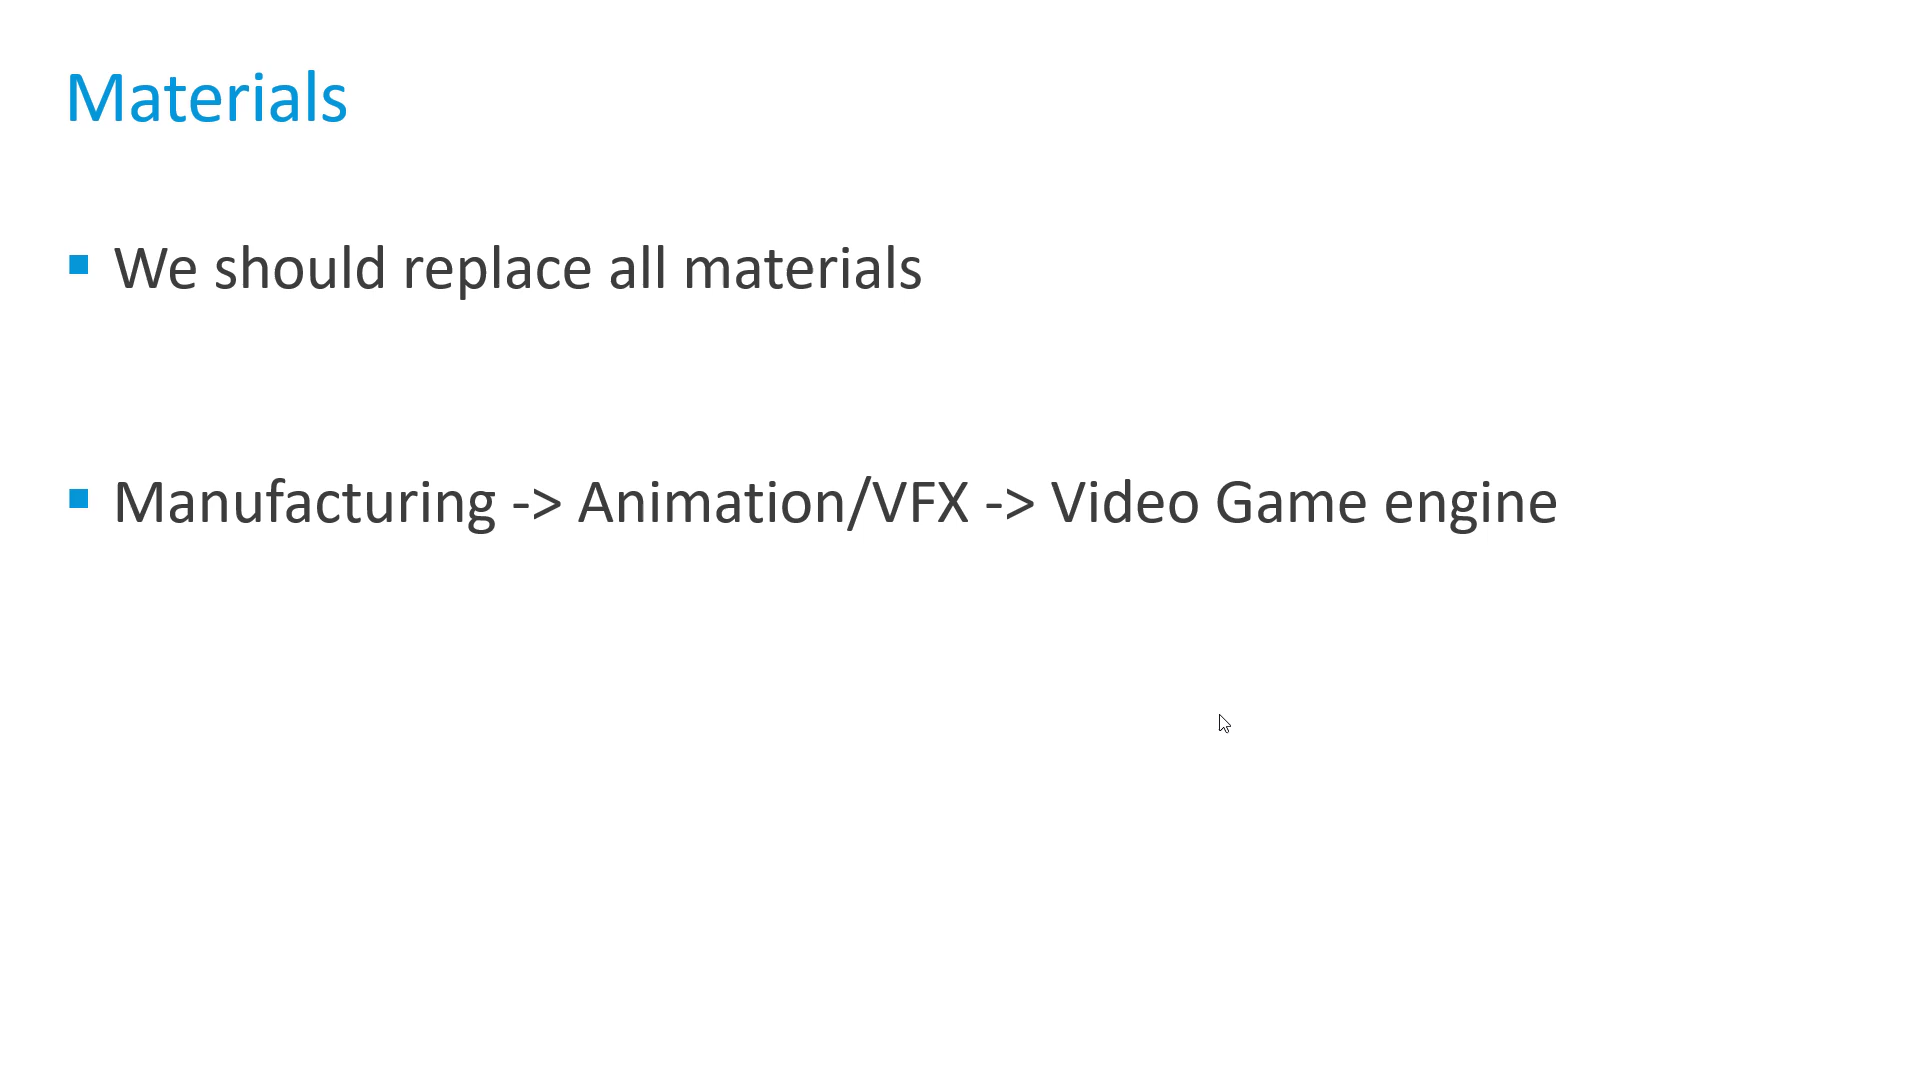 Materials
We should replace all materials
Manufacturing -> Animation/VFX -> Video Game engine